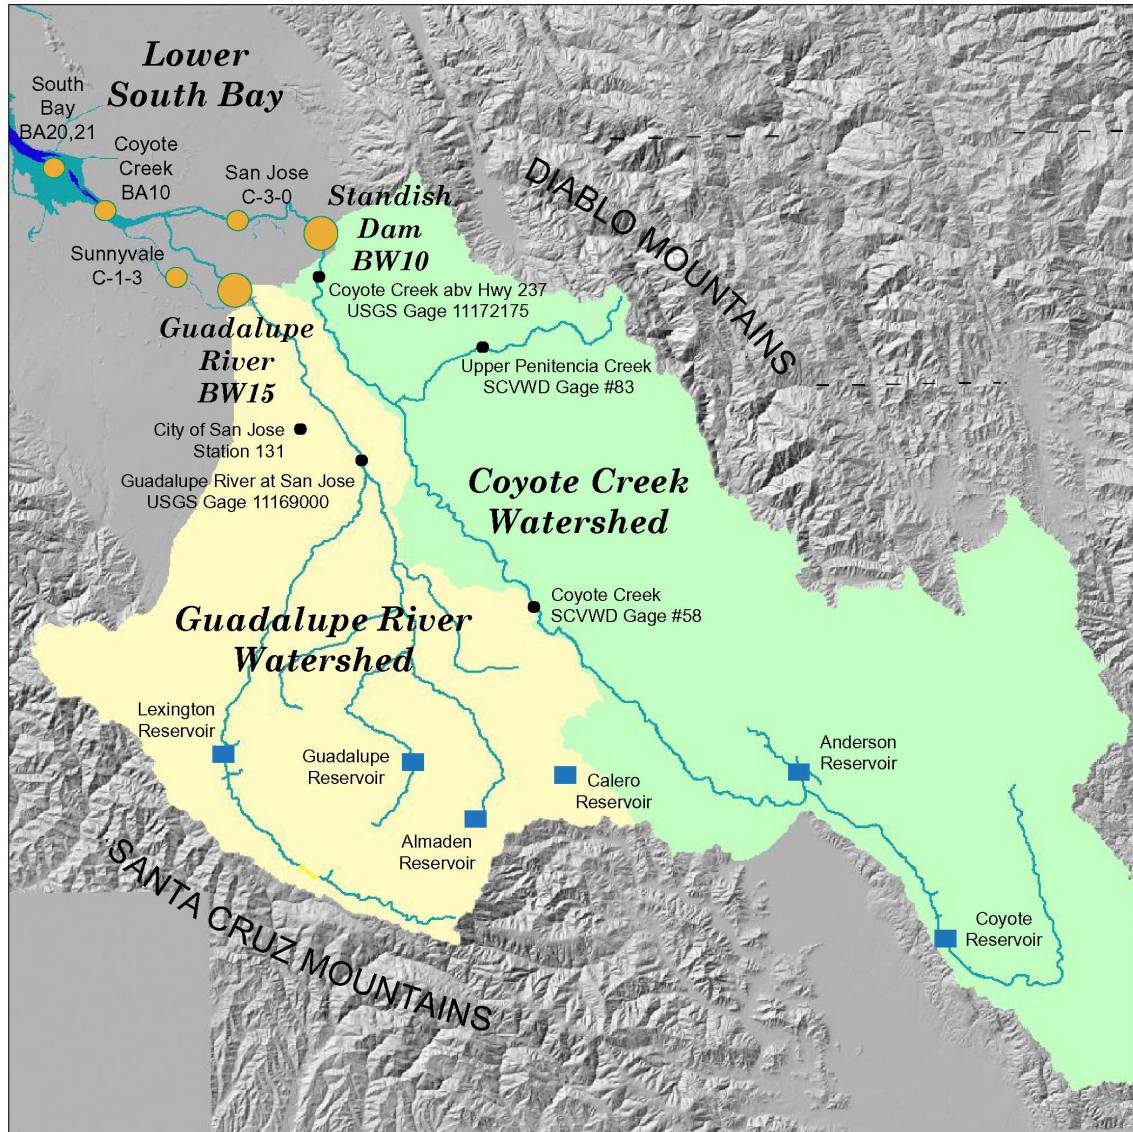 Lower
South Bay
South
Bay
BA20,21
Coyote
Creek
BA10
San Jose
C-3-0
Standish
Dam
BW10
DIABLO MOUNTAINS
Sunnyvale
C-1-3
Coyote Creek abv Hwy 237
USGS Gage 11172175
Guadalupe
River
BW15
Upper Penitencia Creek
SCVWD Gage #83
City of San Jose
Station 131
Guadalupe River at San Jose
USGS Gage 11169000
Coyote Creek
Watershed
Coyote Creek
SCVWD Gage #58
Guadalupe River
Watershed
Lexington
Reservoir
Guadalupe
Reservoir
Calero
Reservoir
Anderson
Reservoir
Almaden
Reservoir
Coyote
Reservoir
SANTA CRUZ MOUNTAINS